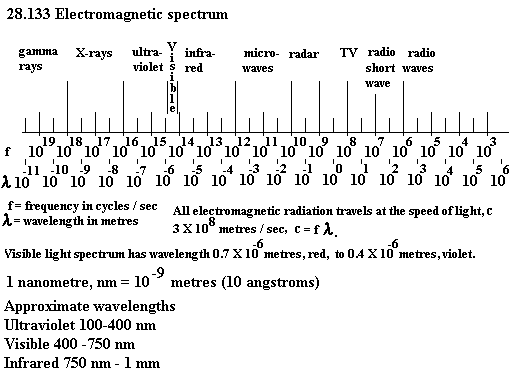 28.133 Electromagnetic spectrum
gamma rays X-rays ultra-violet Visible infra-red micro-waves radar TV radio short wave radio waves
f 10^19 10^18 10^17 10^16 10^15 10^14 10^13 10^12 10^11 10^10 10^9 10^8 10^7 10^6 10^5 10^4 10^3
λ 10^-11 10^-10 10^-9 10^-8 10^-7 10^-6 10^-5 10^-4 10^-3 10^-2 10^-1 10^0 10^1 10^2 10^3 10^4 10^5 10^6
f = frequency in cycles / sec
λ = wavelength in metres
All electromagnetic radiation travels at the speed of light, c
3 X 10^8 metres / sec, c = f λ.
Visible light spectrum has wavelength 0.7 X 10^-6 metres, red, to 0.4 X 10^-6 metres, violet.
1 nanometre, nm = 10^-9 metres (10 angstroms)
Approximate wavelengths
Ultraviolet 100-400 nm
Visible 400 -750 nm
Infrared 750 nm - 1 mm